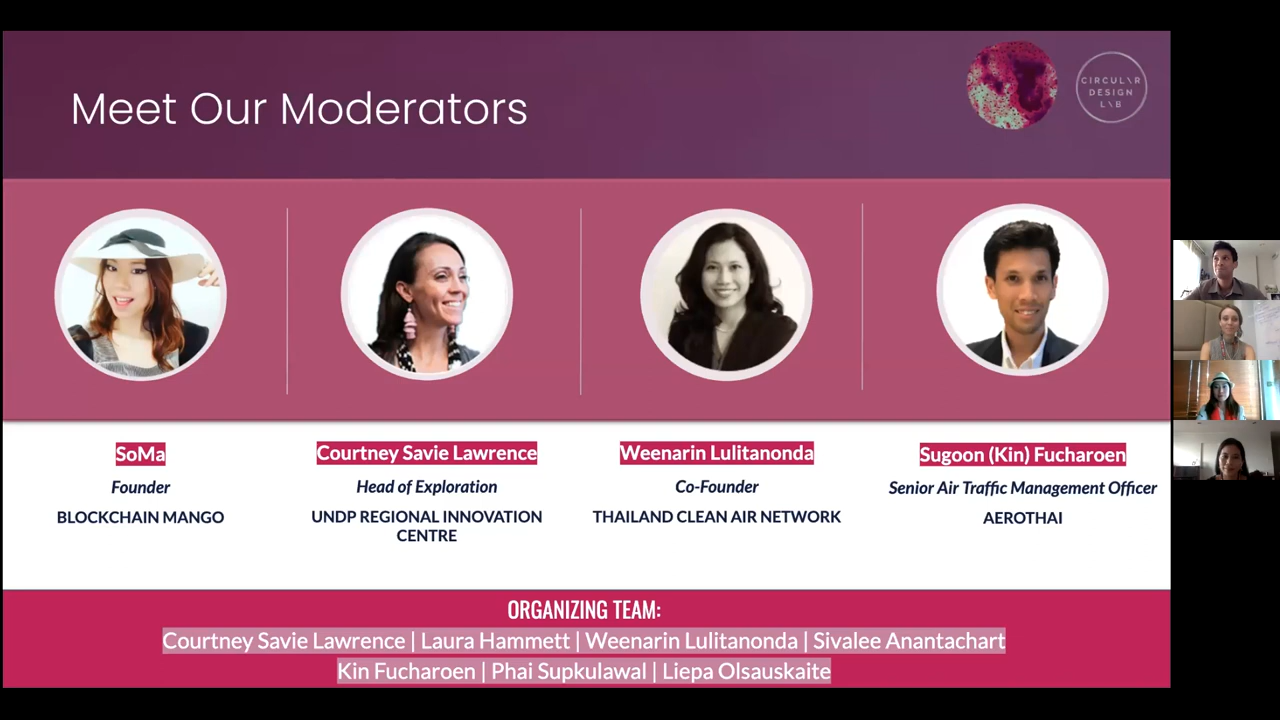 Meet Our Moderators
CIRCUL\R
DESIGN
L\B
SoMa
Founder
BLOCKCHAIN MANGO
Courtney Savie Lawrence
Head of Exploration
UNDP REGIONAL INNOVATION
CENTRE
Weenarin Lulitanonda
Co-Founder
THAILAND CLEAN AIR NETWORK
Sugoon (Kin) Fucharoen
Senior Air Traffic Management Officer
AEROTHAI
ORGANIZING TEAM:
Courtney Savie Lawrence | Laura Hammett | Weenarin Lulitanonda | Sivalee Anantachart
Kin Fucharoen | Phai Supkulawal | Liepa Olsauskaite